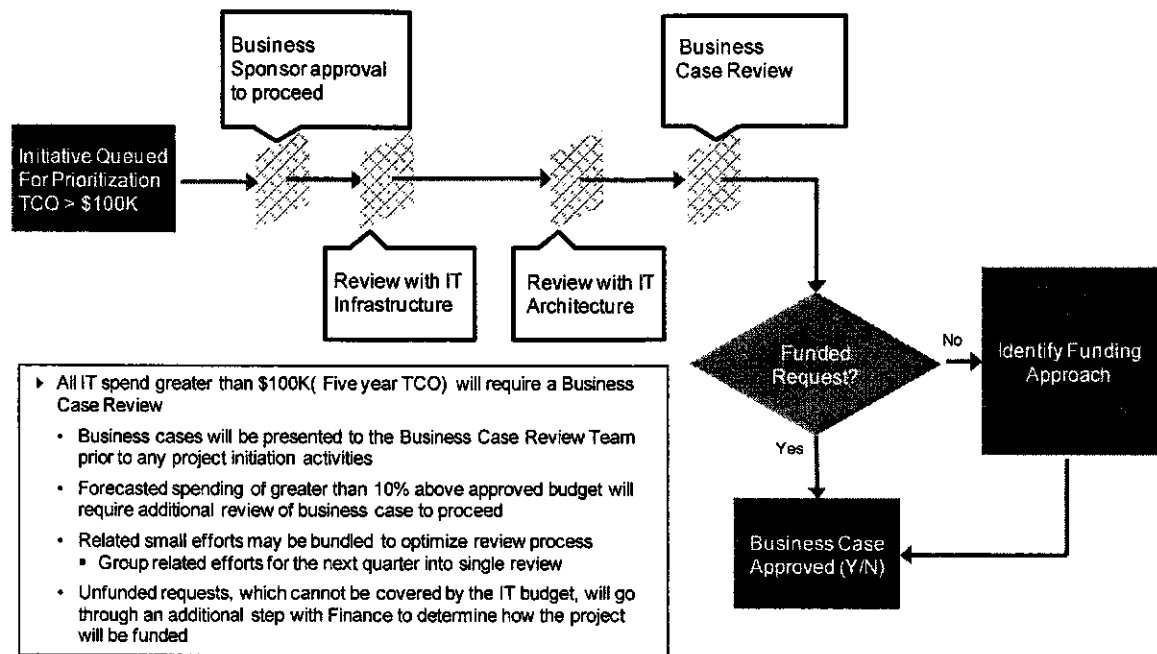 Business
Sponsor approval
to proceed
Business
Case Review
Initiative Queued
For Prioritization
TCO > $100K
Review with IT
Infrastructure
Review with IT
Architecture
Funded
Request?
No
Identify Funding
Approach
Yes
Business Case
Approved (Y/N)
▸ All IT spend greater than $100K( Five year TCO) will require a Business
Case Review
• Business cases will be presented to the Business Case Review Team
prior to any project initiation activities
• Forecasted spending of greater than 10% above approved budget will
require additional review of business case to proceed
• Related small efforts may be bundled to optimize review process
▪ Group related efforts for the next quarter into single review
• Unfunded requests, which cannot be covered by the IT budget, will go
through an additional step with Finance to determine how the project
will be funded